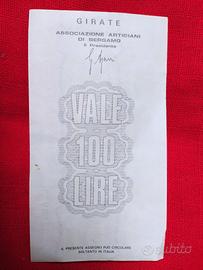 GIRATE
ASSOCIAZIONE ARTIGIANI
DI BERGAMO
Il Presidente
VALE
100
LIRE
IL PRESENTE ASSEGNO PUÒ CIRCOLARE
SOLTANTO IN ITALIA
subito